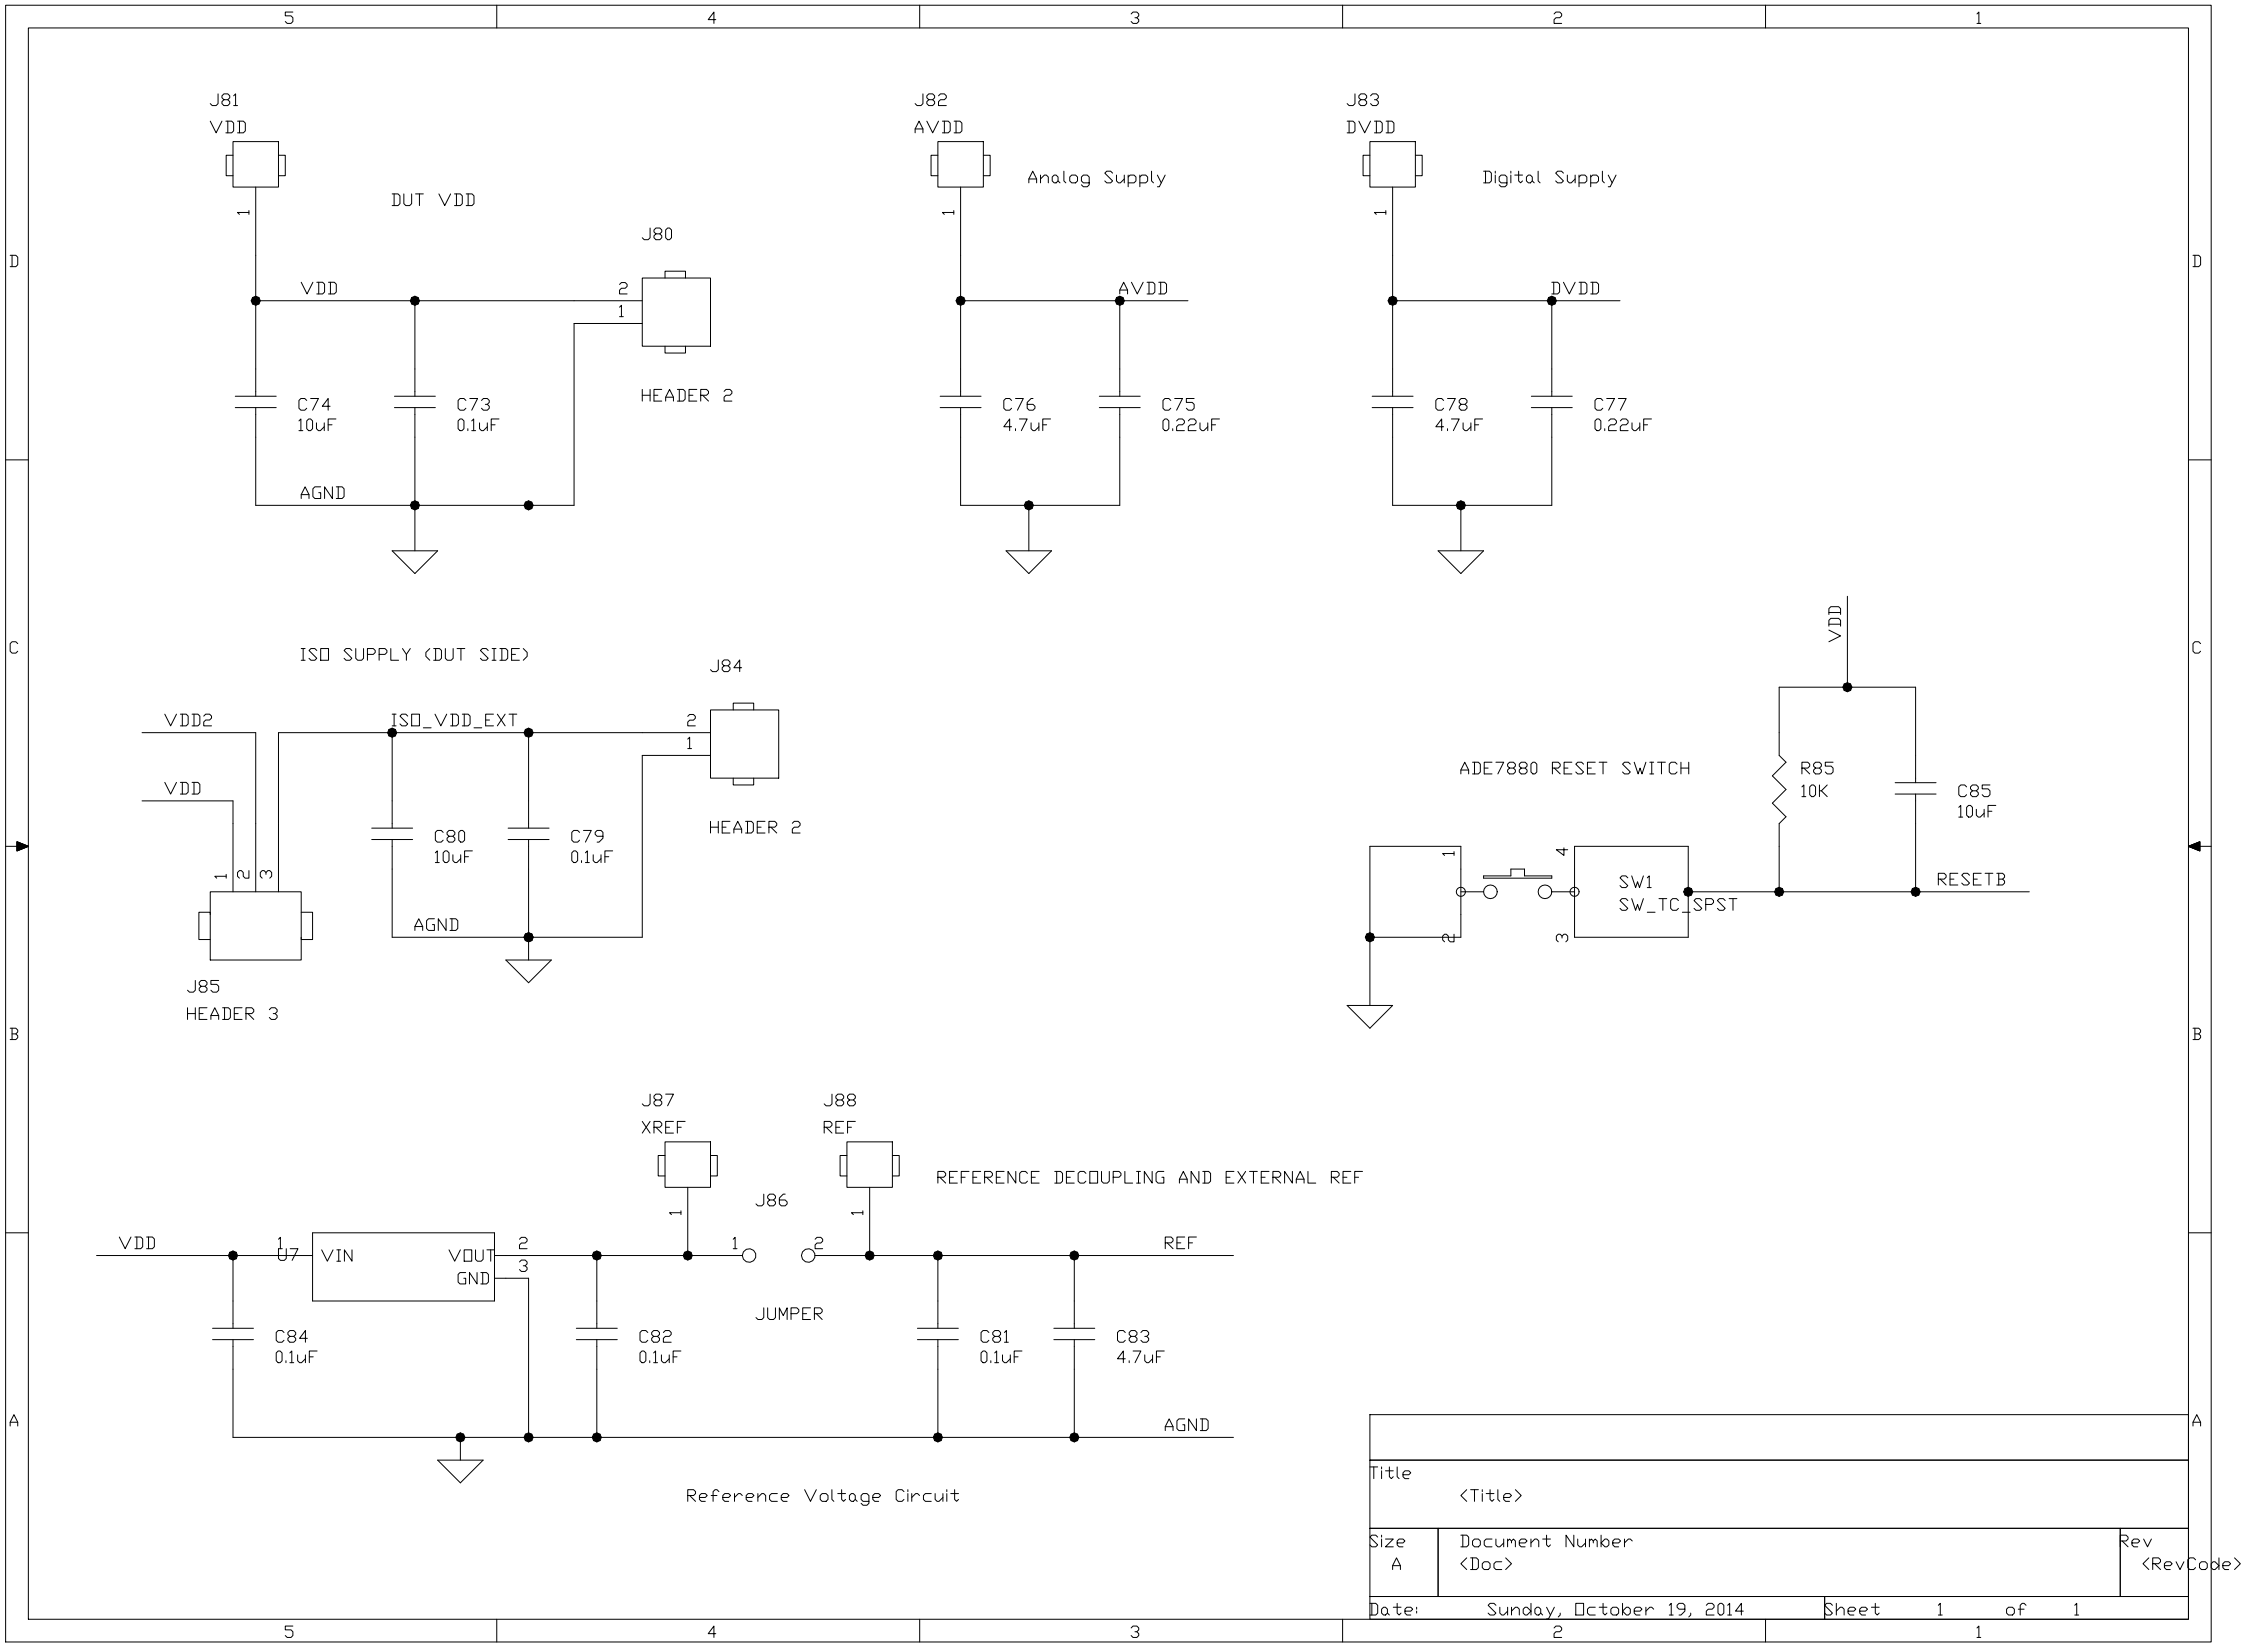 5 4 3 2 1
J81
VDD
1
DUT VDD
J80
VDD
2
1
HEADER 2
C74
10uF
C73
0.1uF
AGND
J82
AVDD
Analog Supply
1
AVDD
C76
4.7uF
C75
0.22uF
J83
DVDD
Digital Supply
1
DVDD
C78
4.7uF
C77
0.22uF
D D
ISO SUPPLY (DUT SIDE)
J84
VDD2
ISO_VDD_EXT
2
1
VDD
HEADER 2
C80
10uF
C79
0.1uF
1 2 3
AGND
J85
HEADER 3
C C
VDD
ADE7880 RESET SWITCH
R85
10K
C85
10uF
1
4
SW1
SW_TC_SPST
RESETB
2
3
B B
J87
XREF
J88
REF
REFERENCE DECOUPLING AND EXTERNAL REF
J86
1
1
VDD
1
U7
VIN
VOUT
GND
2
3
1
2
REF
JUMPER
C84
0.1uF
C82
0.1uF
C81
0.1uF
C83
4.7uF
AGND
Reference Voltage Circuit
A A
Title
<Title>
Size
A
Document Number
<Doc>
Rev
<RevCode>
Date:
Sunday, October 19, 2014
Sheet 1 of 1
5 4 3 2 1